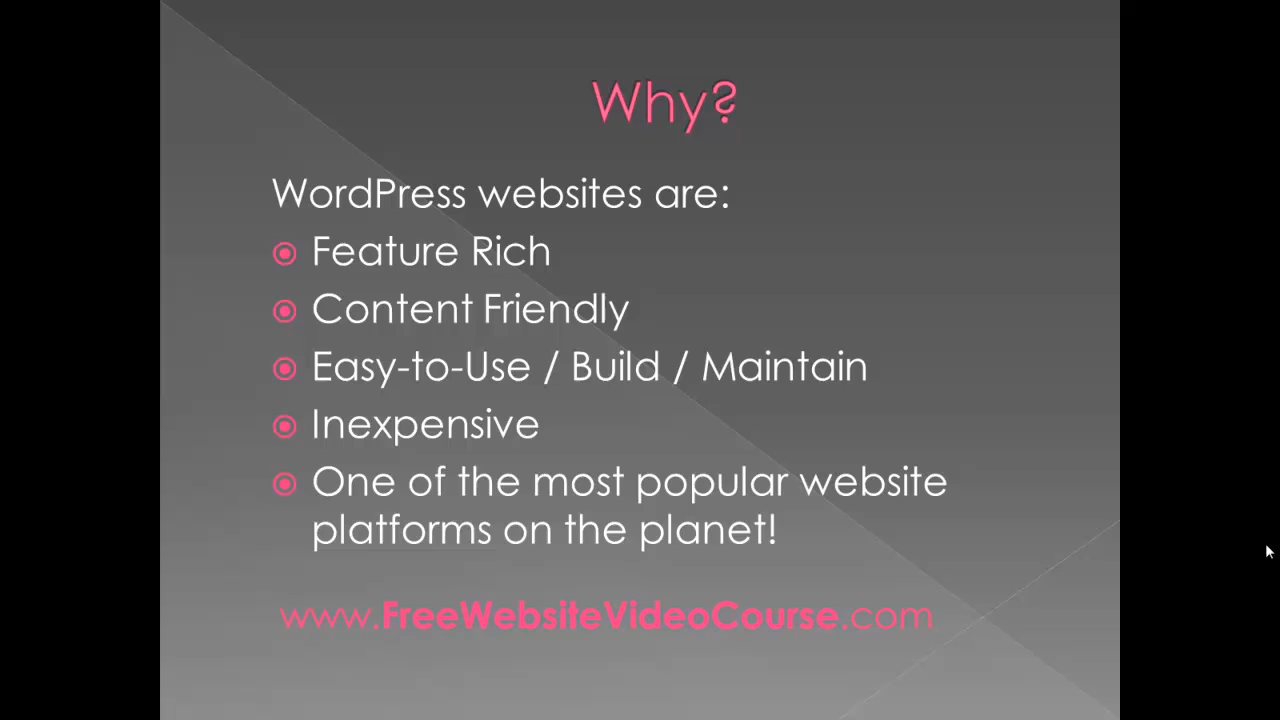 Why?
WordPress websites are:
Feature Rich
Content Friendly
Easy-to-Use / Build / Maintain
Inexpensive
One of the most popular website
platforms on the planet!
www.FreeWebsiteVideoCourse.com